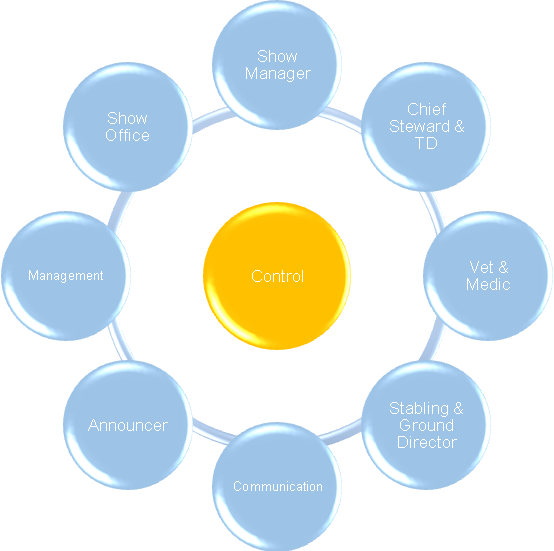 Show
Manager
Chief
Steward &
TD
Vet &
Medic
Stabling &
Ground
Director
Communication
Announcer
Management
Show
Office
Control